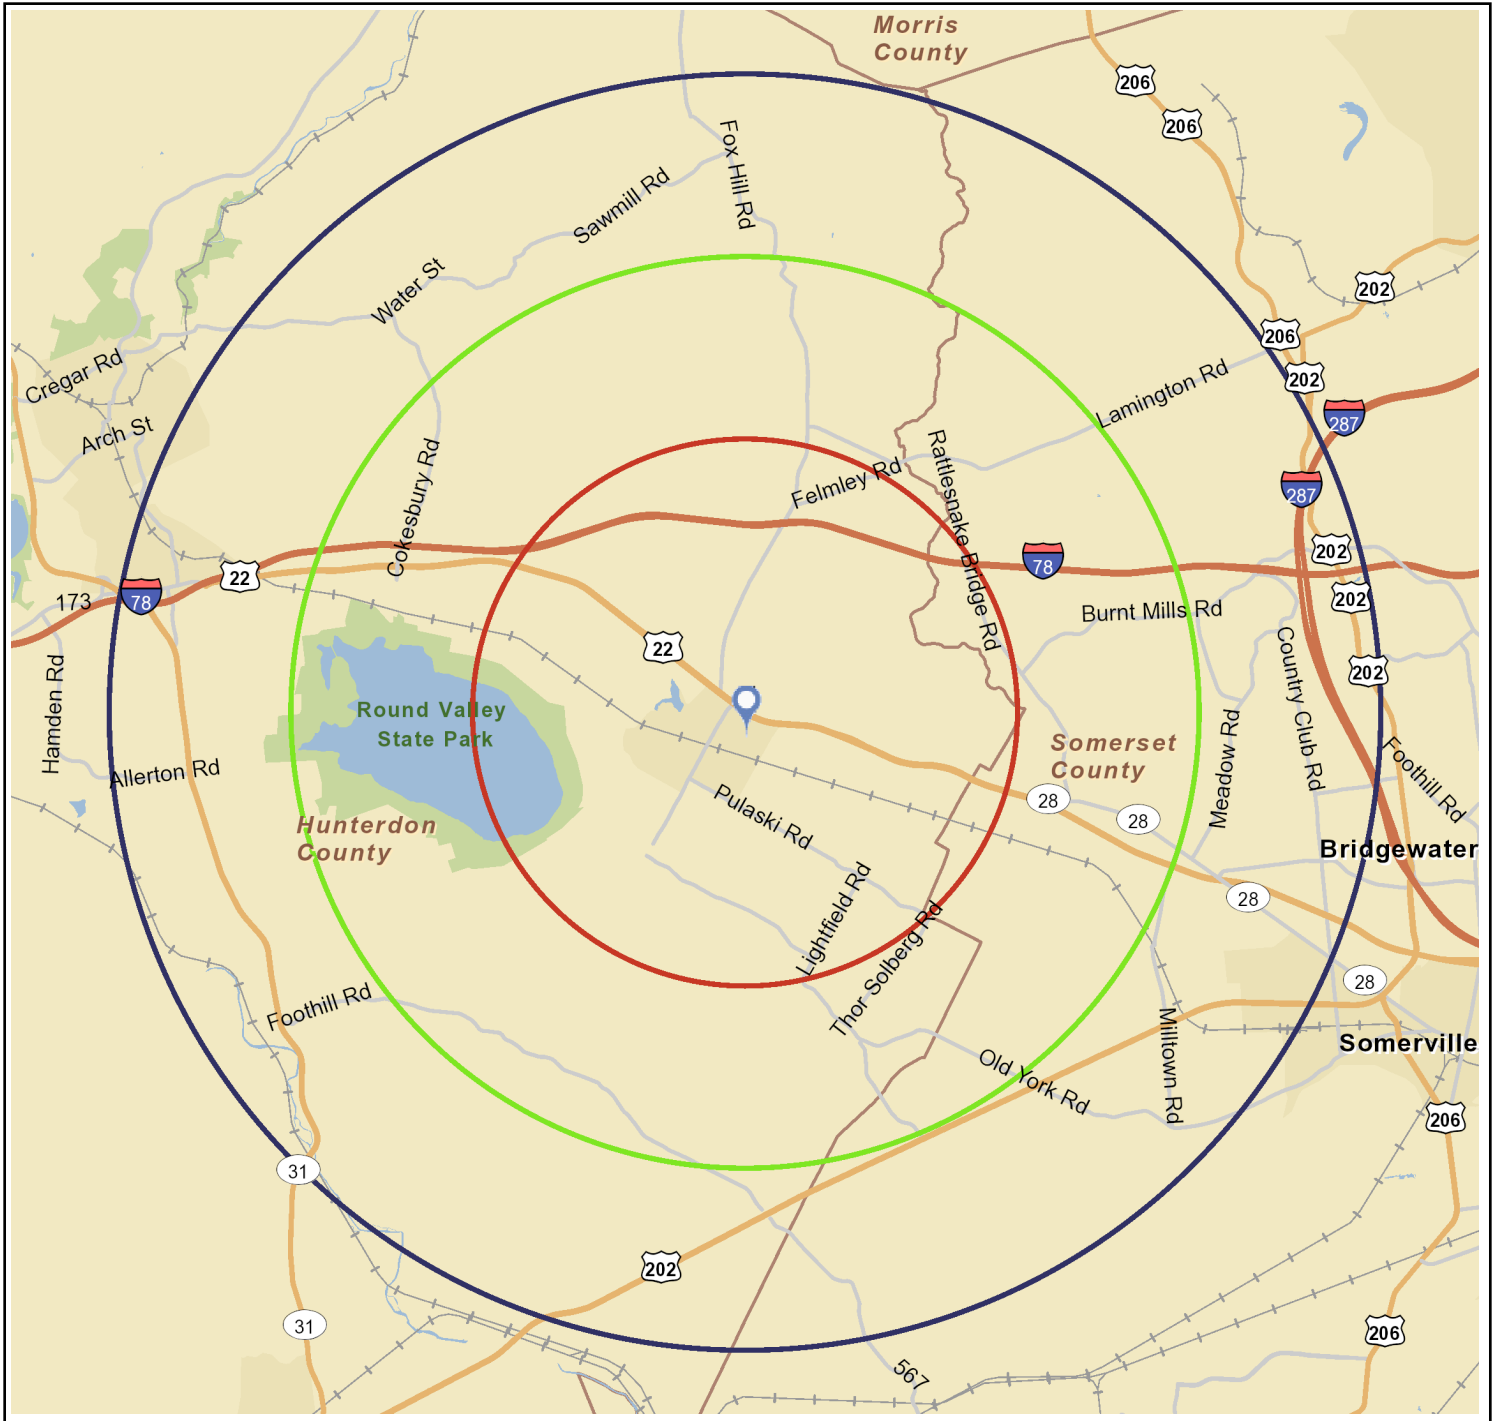 Morris
County
206
206
Fox Hill Rd
Sawmill Rd
Water St
202
206
202
Cregar Rd
Lamington Rd
287
Arch St
Rattlesnake Bridge Rd
Felmley Rd
Cokesbury Rd
287
202
78
22
78
173
202
Burnt Mills Rd
22
Country Club Rd
202
Hamden Rd
Round Valley
State Park
Somerset
County
Meadow Rd
Foothill Rd
Allerton Rd
28
28
Pulaski Rd
Hunterdon
County
Bridgewater
28
Lightfield Rd
Thor Solberg Rd
28
Foothill Rd
Milltown Rd
Somerville
Old York Rd
206
31
202
31
206
567